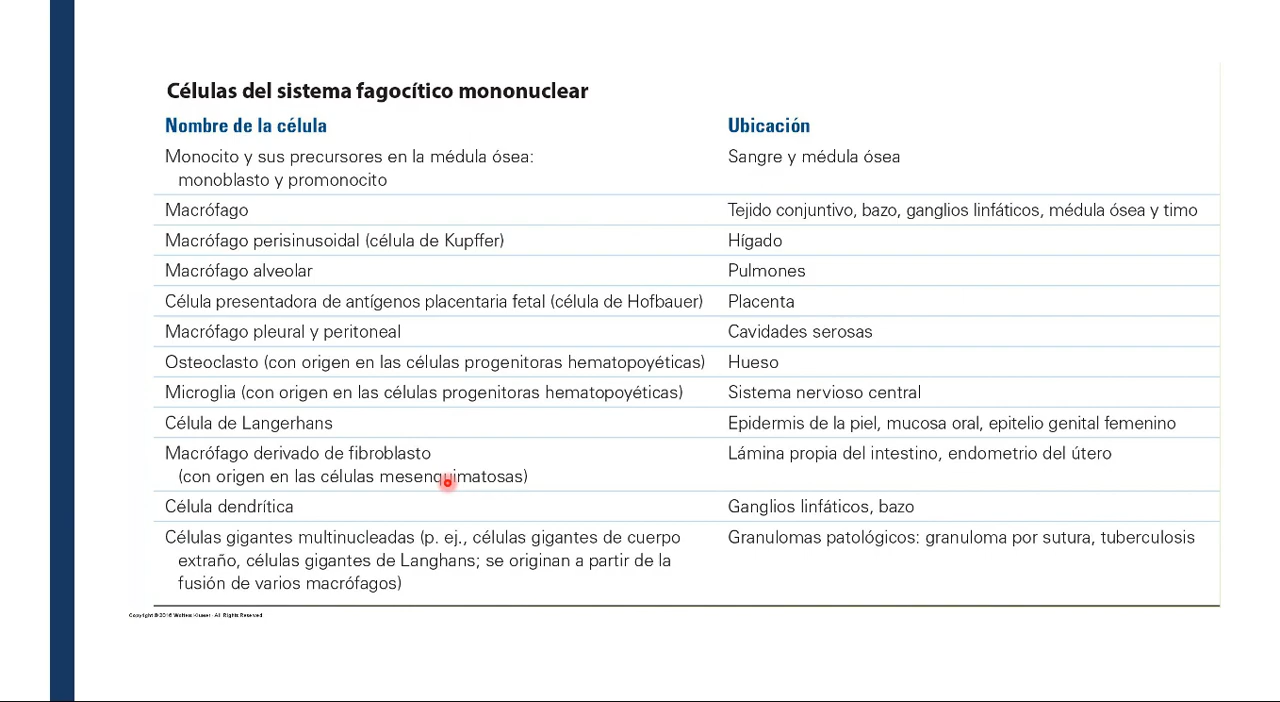 Células del sistema fagocítico mononuclear
Nombre de la célula Ubicación
Monocito y sus precursores en la médula ósea: Sangre y médula ósea
monoblasto y promonocito
Macrófago Tejido conjuntivo, bazo, ganglios linfáticos, médula ósea y timo
Macrófago perisinusoidal (célula de Kupffer) Hígado
Macrófago alveolar Pulmones
Célula presentadora de antígenos placentaria fetal (célula de Hofbauer) Placenta
Macrófago pleural y peritoneal Cavidades serosas
Osteoclasto (con origen en las células progenitoras hematopoyéticas) Hueso
Microglia (con origen en las células progenitoras hematopoyéticas) Sistema nervioso central
Célula de Langerhans Epidermis de la piel, mucosa oral, epitelio genital femenino
Macrófago derivado de fibroblasto Lámina propia del intestino, endometrio del útero
(con origen en las células mesenquimatosas)
Célula dendrítica Ganglios linfáticos, bazo
Células gigantes multinucleadas (p. ej., células gigantes de cuerpo Granulomas patológicos: granuloma por sutura, tuberculosis
extraño, células gigantes de Langhans; se originan a partir de la
fusión de varios macrófagos)
Copyright © 2016 Wolters Kluwer · All Rights Reserved